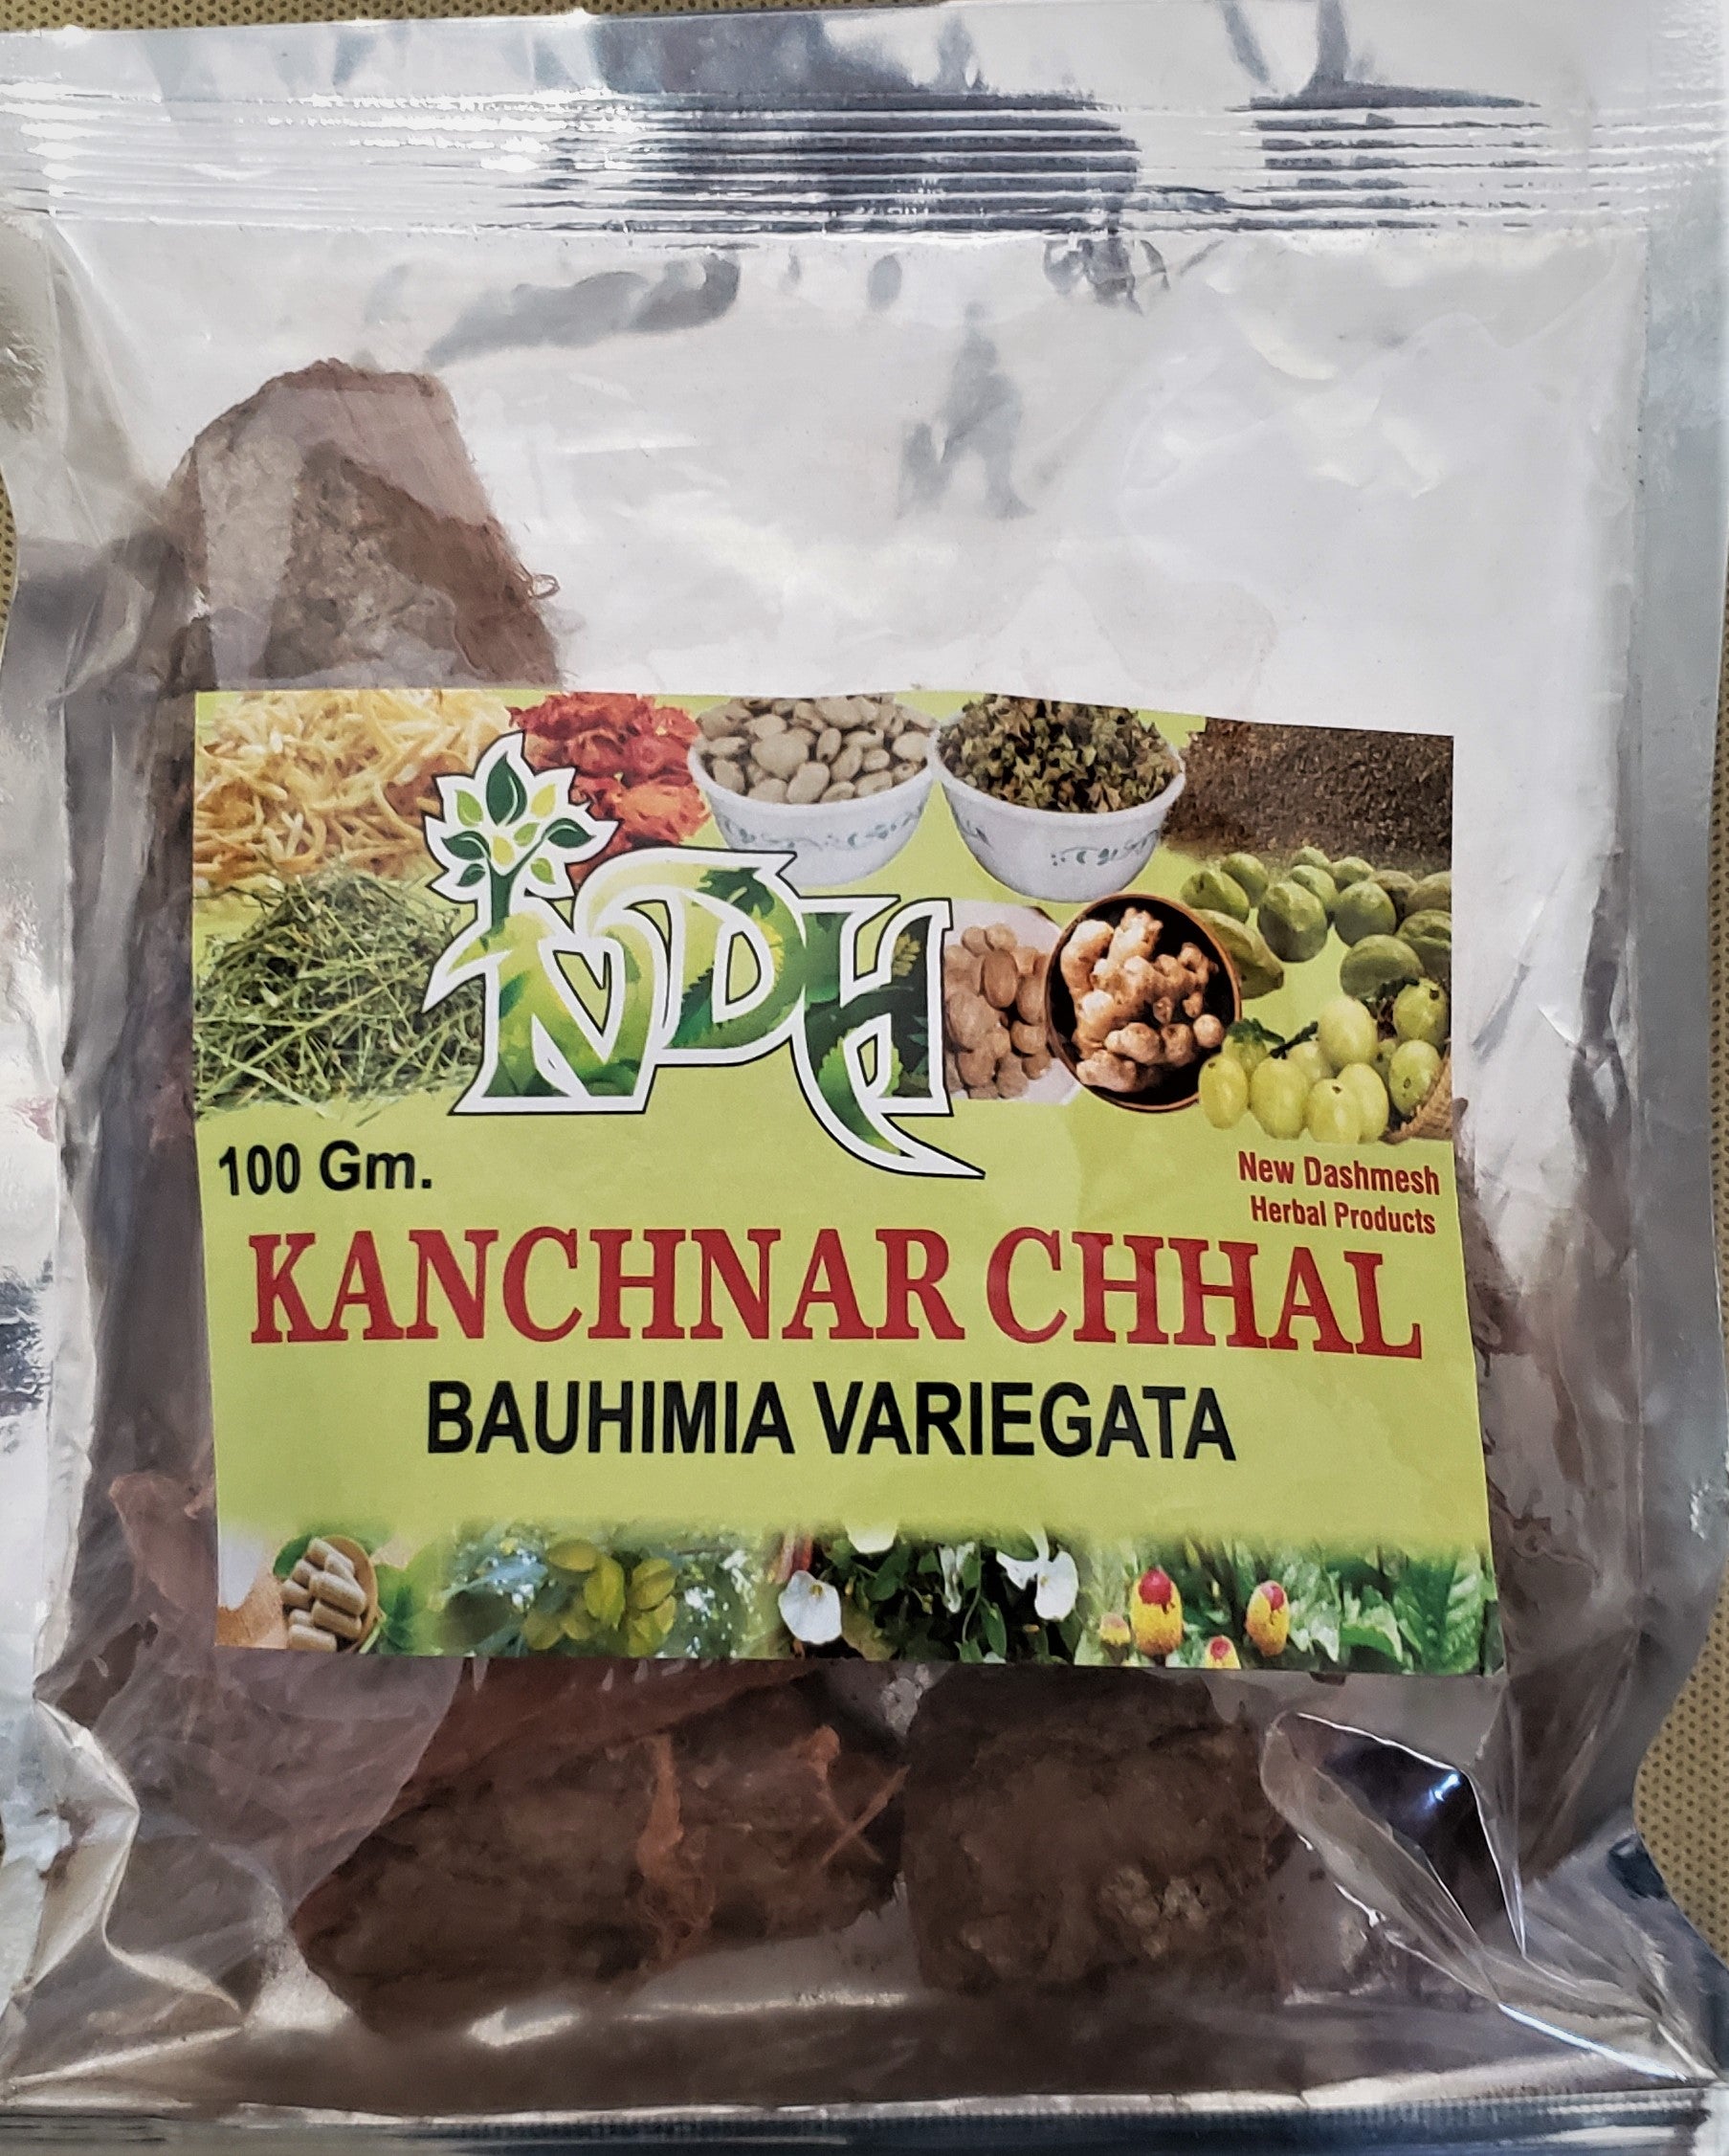 NDH
100 Gm.
New Dashmesh
Herbal Products
KANCHNAR CHHAL
BAUHIMIA VARIEGATA